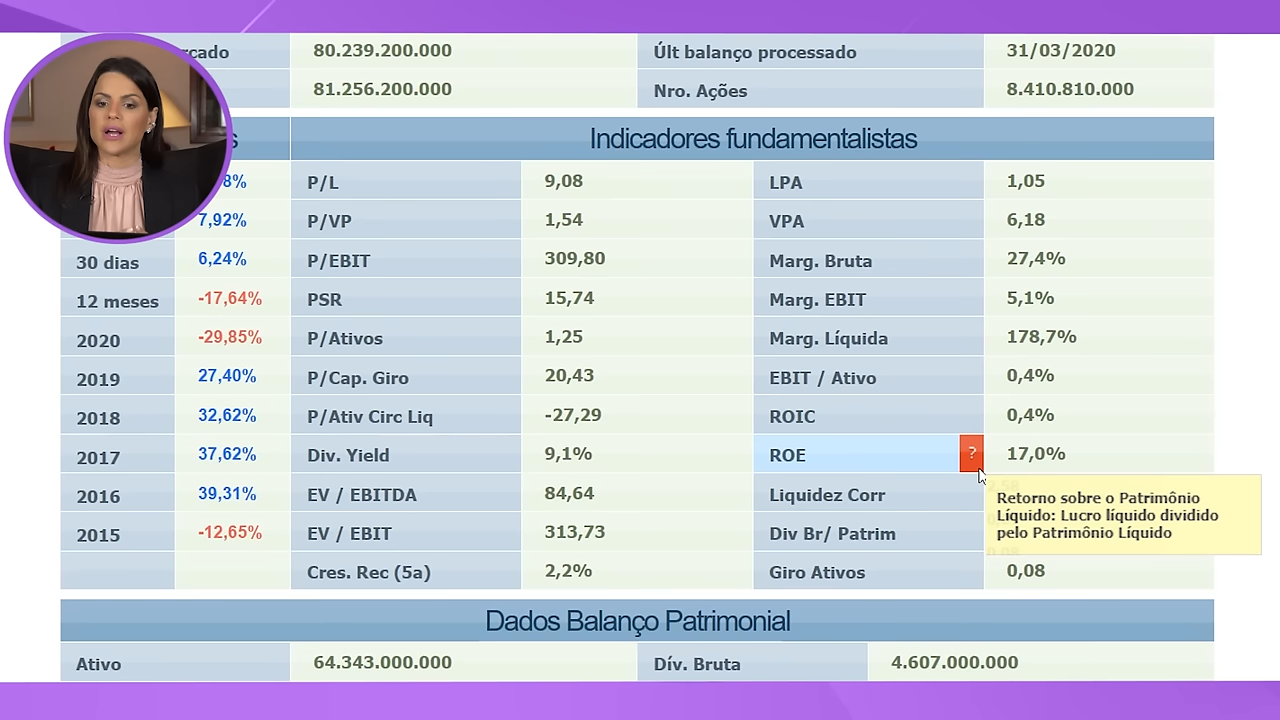 rcado 80.239.200.000 Últ balanço processado 31/03/2020
81.256.200.000 Nro. Ações 8.410.810.000
s Indicadores fundamentalistas
8% P/L 9,08 LPA 1,05
7,92% P/VP 1,54 VPA 6,18
30 dias 6,24% P/EBIT 309,80 Marg. Bruta 27,4%
12 meses -17,64% PSR 15,74 Marg. EBIT 5,1%
2020 -29,85% P/Ativos 1,25 Marg. Líquida 178,7%
2019 27,40% P/Cap. Giro 20,43 EBIT / Ativo 0,4%
2018 32,62% P/Ativ Circ Liq -27,29 ROIC 0,4%
2017 37,62% Div. Yield 9,1% ROE ? 17,0%
2016 39,31% EV / EBITDA 84,64 Liquidez Corr
Retorno sobre o Patrimônio
Líquido: Lucro líquido dividido
pelo Patrimônio Líquido
2015 -12,65% EV / EBIT 313,73 Div Br/ Patrim
Cres. Rec (5a) 2,2% Giro Ativos 0,08
Dados Balanço Patrimonial
Ativo 64.343.000.000 Dív. Bruta 4.607.000.000